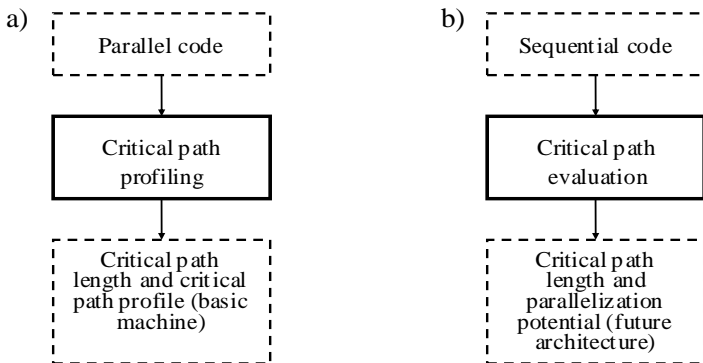 a)
Parallel code
Critical path
profiling
Critical path
length and critical
path profile (basic
machine)
b)
Sequential code
Critical path
evaluation
Critical path
length and
parallelization
potential (future
architecture)